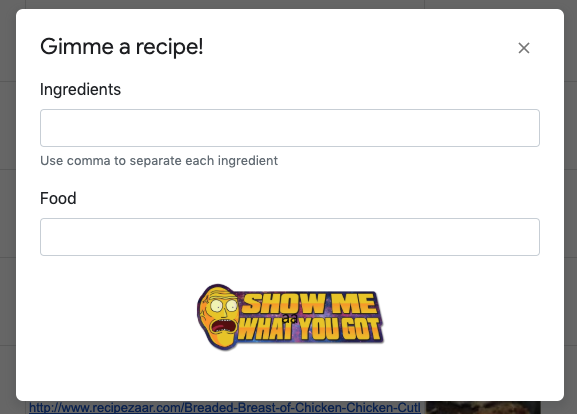 Gimme a recipe!
Ingredients
Use comma to separate each ingredient
Food
SHOW ME
aa
WHAT YOU GOT
http://www.recipezaar.com/Breaded-Breast-of-Chicken-Chicken-Cutl